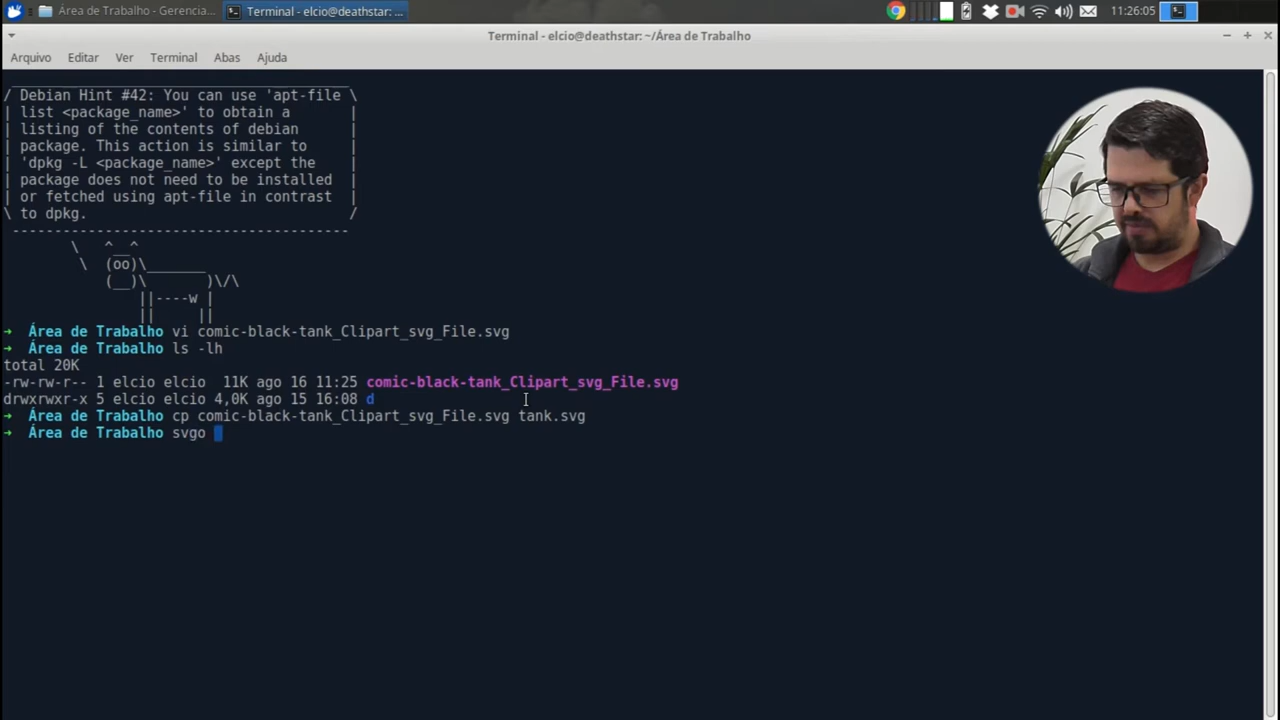 Área de Trabalho - Gerencia... Terminal - elcio@deathstar: ... 11:26:05
Terminal - elcio@deathstar: ~/Área de Trabalho
Arquivo Editar Ver Terminal Abas Ajuda
/ Debian Hint #42: You can use 'apt-file \
| list <package_name>' to obtain a |
| listing of the contents of debian |
| package. This action is similar to |
| 'dpkg -L <package_name>' except the |
| package does not need to be installed |
| or fetched using apt-file in contrast |
\ to dpkg. /
----------------------------------------
\ ^__^
\ (oo)\_______
(__)\ )\/\
||----w |
|| ||
➜ Área de Trabalho vi comic-black-tank_Clipart_svg_File.svg
➜ Área de Trabalho ls -lh
total 20K
-rw-rw-r-- 1 elcio elcio 11K ago 16 11:25 comic-black-tank_Clipart_svg_File.svg
drwxrwxr-x 5 elcio elcio 4,0K ago 15 16:08 d
➜ Área de Trabalho cp comic-black-tank_Clipart_svg_File.svg tank.svg
➜ Área de Trabalho svgo